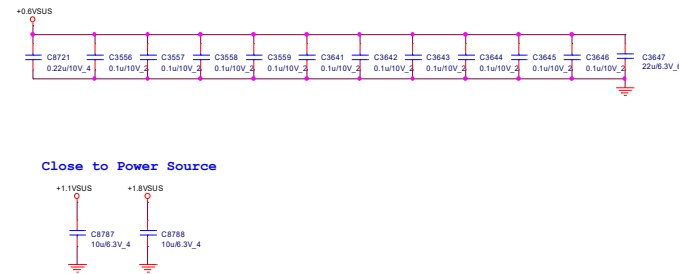 +0.6VSUS
C8721 C3556 C3557 C3558 C3559 C3641 C3642 C3643 C3644 C3645 C3646 C3647
0.22u/10V_4 0.1u/10V_2 0.1u/10V_2 0.1u/10V_2 0.1u/10V_2 0.1u/10V_2 0.1u/10V_2 0.1u/10V_2 0.1u/10V_2 0.1u/10V_2 0.1u/10V_2 22u/6.3V_6
Close to Power Source
+1.1VSUS +1.8VSUS
C8787 C8788
10u/6.3V_4 10u/6.3V_4